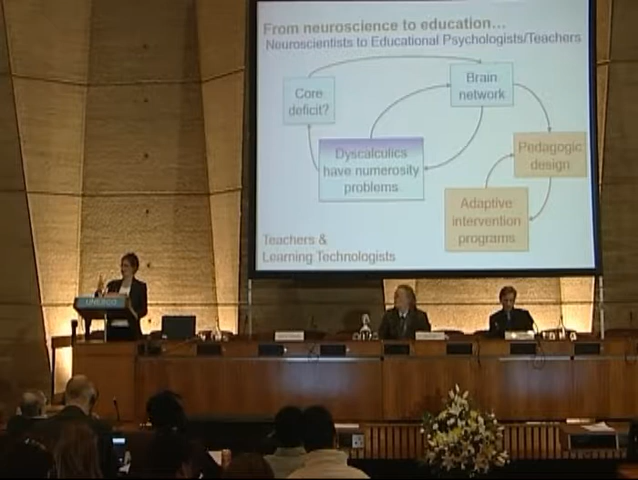 From neuroscience to education...
Neuroscientists to Educational Psychologists/Teachers
Core
deficit?
Brain
network
Dyscalculics
have numerosity
problems
Pedagogic
design
Adaptive
intervention
programs
Teachers &
Learning Technologists
UNESCO